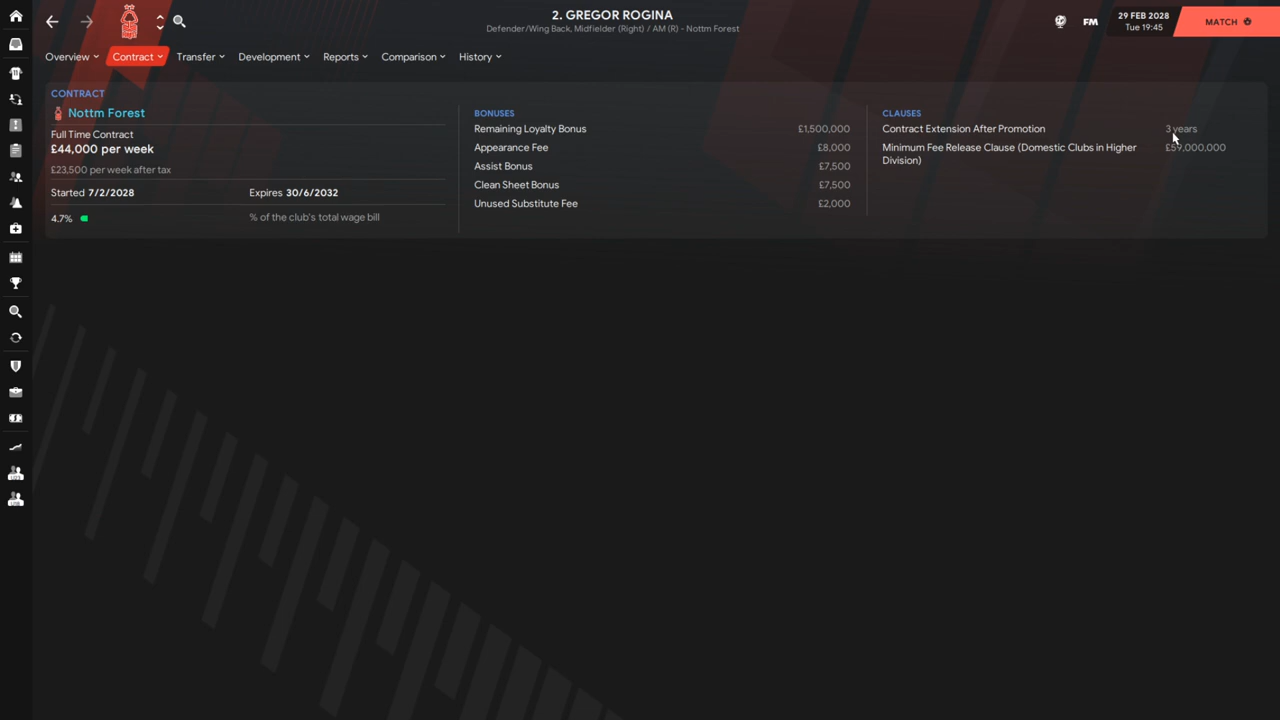 2. GREGOR ROGINA
Defender/Wing Back, Midfielder (Right) / AM (R) - Nottm Forest
FM
29 FEB 2028
Tue 19:45
MATCH
Overview
Contract
Transfer
Development
Reports
Comparison
History
CONTRACT
Nottm Forest
Full Time Contract
£44,000 per week
£23,500 per week after tax
Started 7/2/2028
Expires 30/6/2032
4.7%
% of the club's total wage bill
BONUSES
Remaining Loyalty Bonus £1,500,000
Appearance Fee £8,000
Assist Bonus £7,500
Clean Sheet Bonus £7,500
Unused Substitute Fee £2,000
CLAUSES
Contract Extension After Promotion 3 years
Minimum Fee Release Clause (Domestic Clubs in Higher
Division)